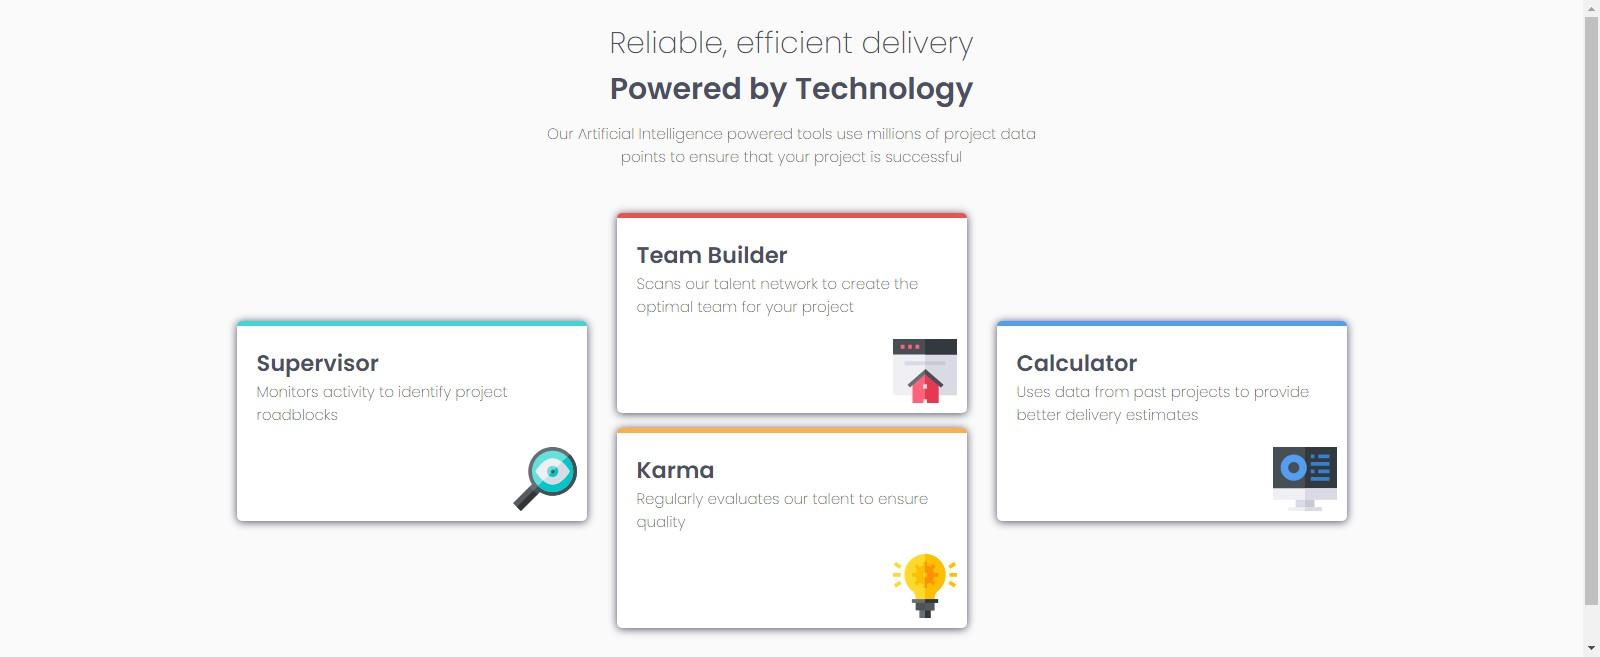 Reliable, efficient delivery
Powered by Technology
Our Artificial Intelligence powered tools use millions of project data
points to ensure that your project is successful
Team Builder
Scans our talent network to create the
optimal team for your project
Supervisor
Monitors activity to identify project
roadblocks
Calculator
Uses data from past projects to provide
better delivery estimates
Karma
Regularly evaluates our talent to ensure
quality